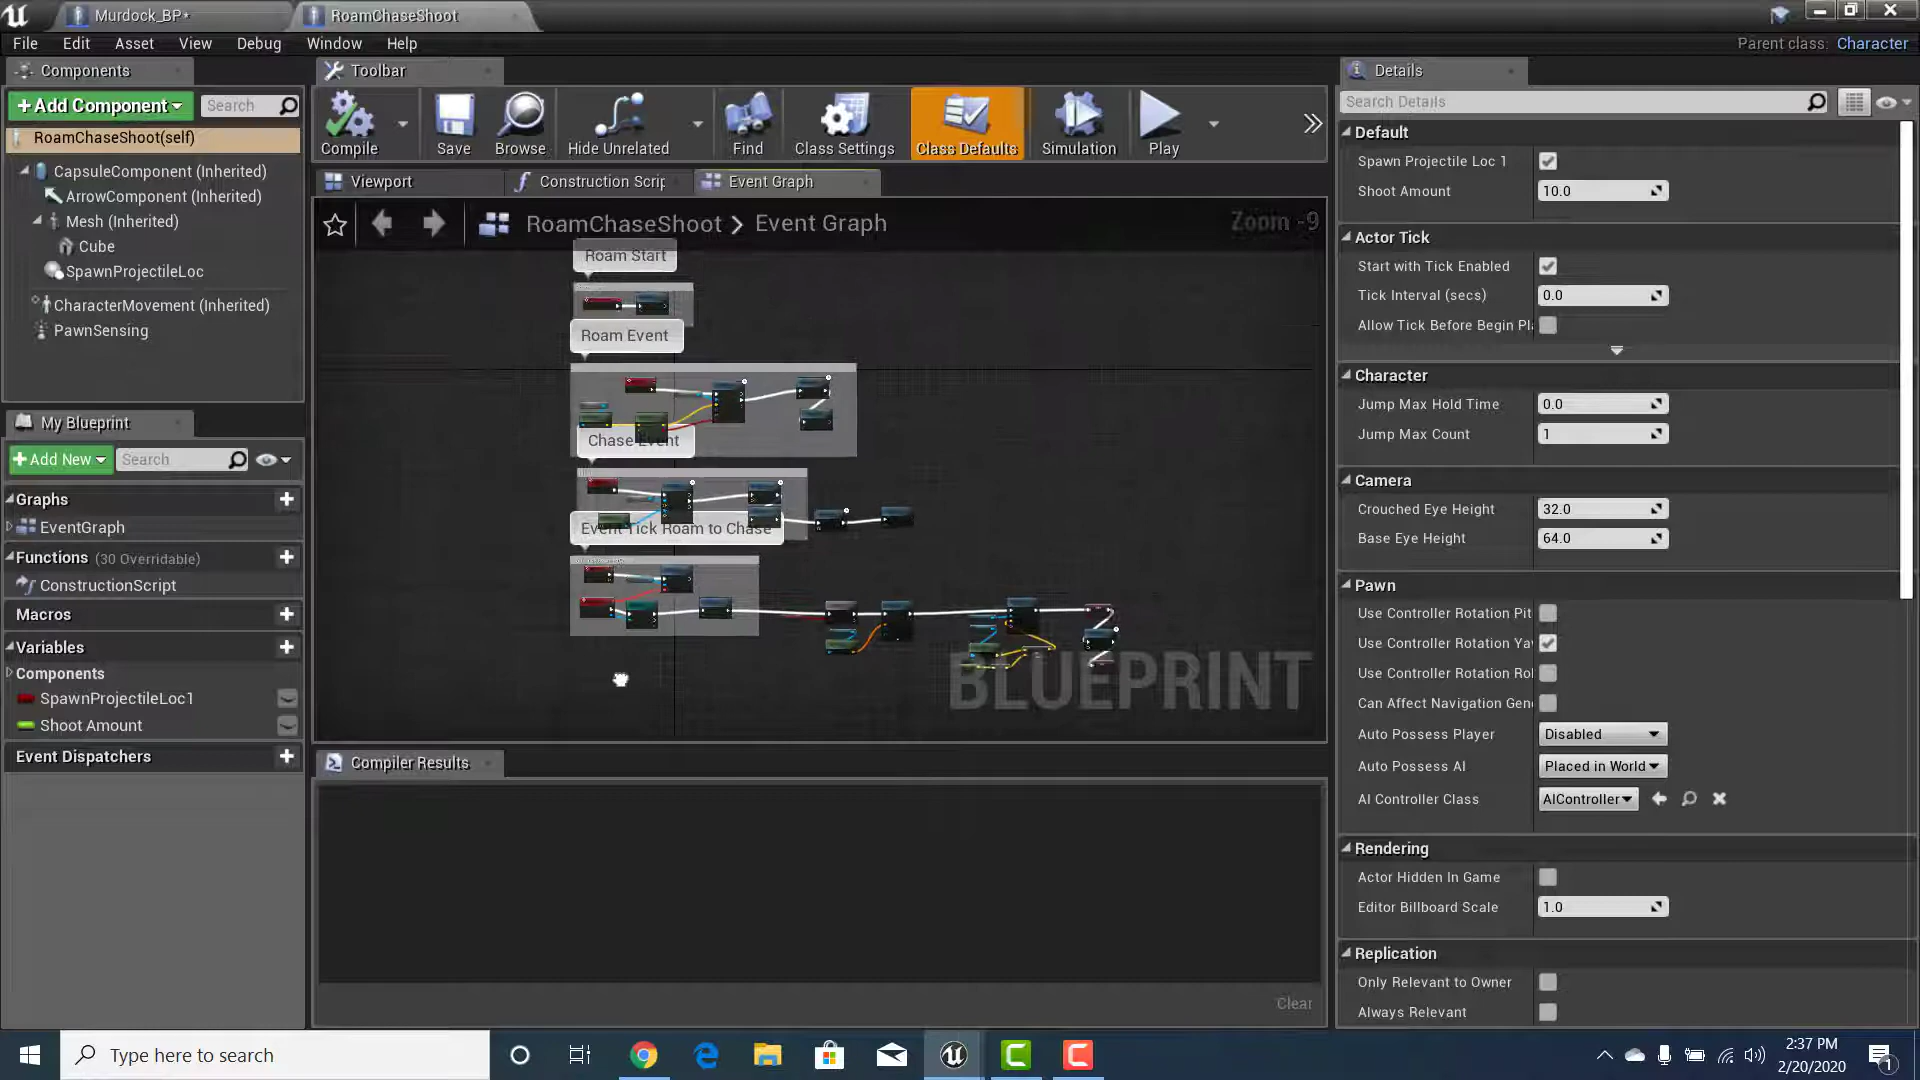 Murdock_BP*
RoamChaseShoot
File Edit Asset View Debug Window Help
Parent class: Character
Components
Toolbar
Details
+Add Component
Search
Compile
Save
Browse
Hide Unrelated
Find
Class Settings
Class Defaults
Simulation
Play
Search Details
RoamChaseShoot(self)
CapsuleComponent (Inherited)
ArrowComponent (Inherited)
Mesh (Inherited)
Cube
SpawnProjectileLoc
CharacterMovement (Inherited)
PawnSensing
Viewport
Construction Scrip
Event Graph
RoamChaseShoot > Event Graph
Zoom -9
Roam Start
Roam Event
Chase Event
Event Tick Roam to Chase
BLUEPRINT
My Blueprint
+Add New
Search
Graphs
EventGraph
Functions (30 Overridable)
ConstructionScript
Macros
Variables
Components
SpawnProjectileLoc1
Shoot Amount
Event Dispatchers
Compiler Results
Clear
Default
Spawn Projectile Loc 1
Shoot Amount 10.0
Actor Tick
Start with Tick Enabled
Tick Interval (secs) 0.0
Allow Tick Before Begin Pl
Character
Jump Max Hold Time 0.0
Jump Max Count 1
Camera
Crouched Eye Height 32.0
Base Eye Height 64.0
Pawn
Use Controller Rotation Pit
Use Controller Rotation Ya
Use Controller Rotation Rol
Can Affect Navigation Gen
Auto Possess Player Disabled
Auto Possess AI Placed in World
AI Controller Class AIController
Rendering
Actor Hidden In Game
Editor Billboard Scale 1.0
Replication
Only Relevant to Owner
Always Relevant
Type here to search
2:37 PM
2/20/2020
1